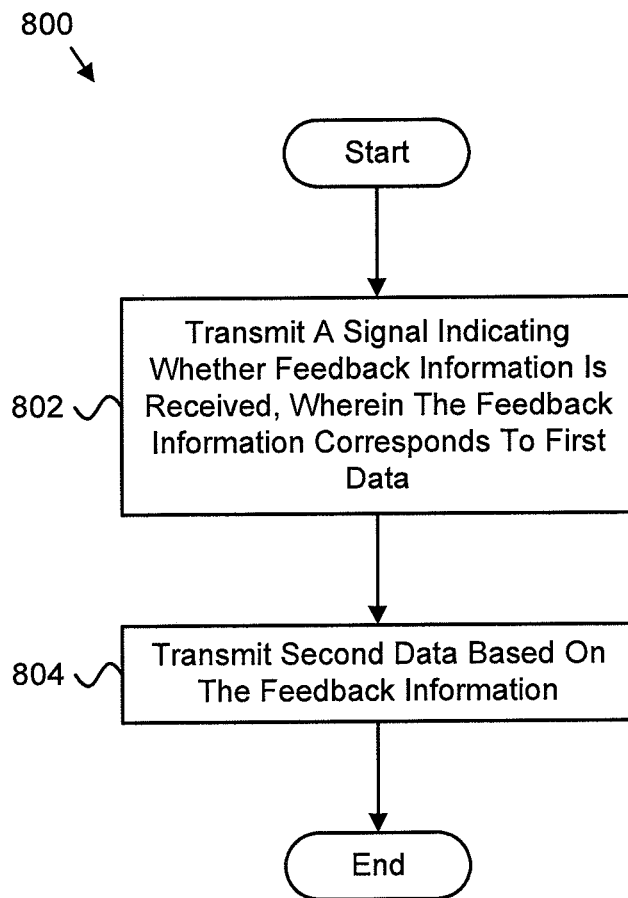 800
Start
802
Transmit A Signal Indicating
Whether Feedback Information Is
Received, Wherein The Feedback
Information Corresponds To First
Data
804
Transmit Second Data Based On
The Feedback Information
End